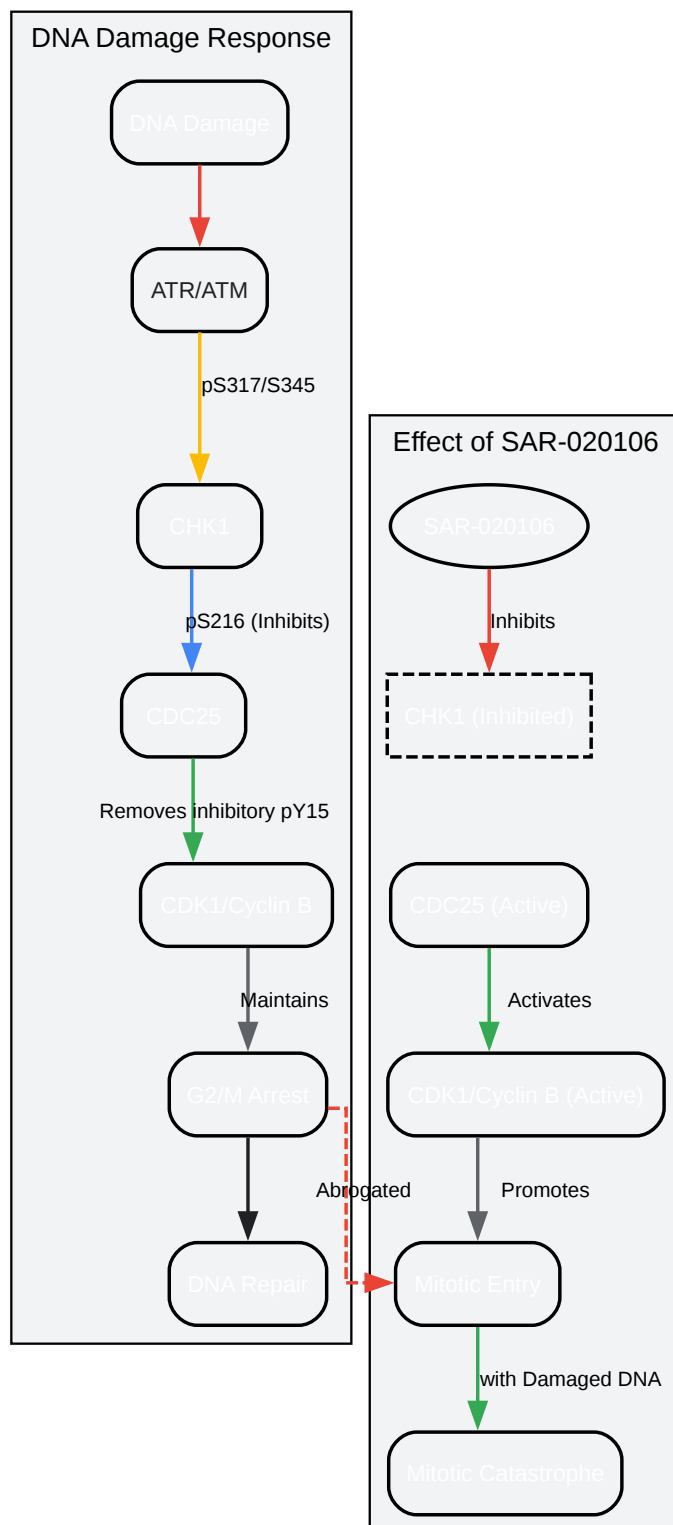 DNA Damage Response
DNA Damage
ATR/ATM
pS317/S345
CHK1
pS216 (Inhibits)
CDC25
Removes inhibitory pY15
CDK1/Cyclin B
Maintains
G2/M Arrest
Abrogated
DNA Repair
Effect of SAR-020106
SAR-020106
Inhibits
CHK1 (Inhibited)
CDC25 (Active)
Activates
CDK1/Cyclin B (Active)
Promotes
Mitotic Entry
with Damaged DNA
Mitotic Catastrophe